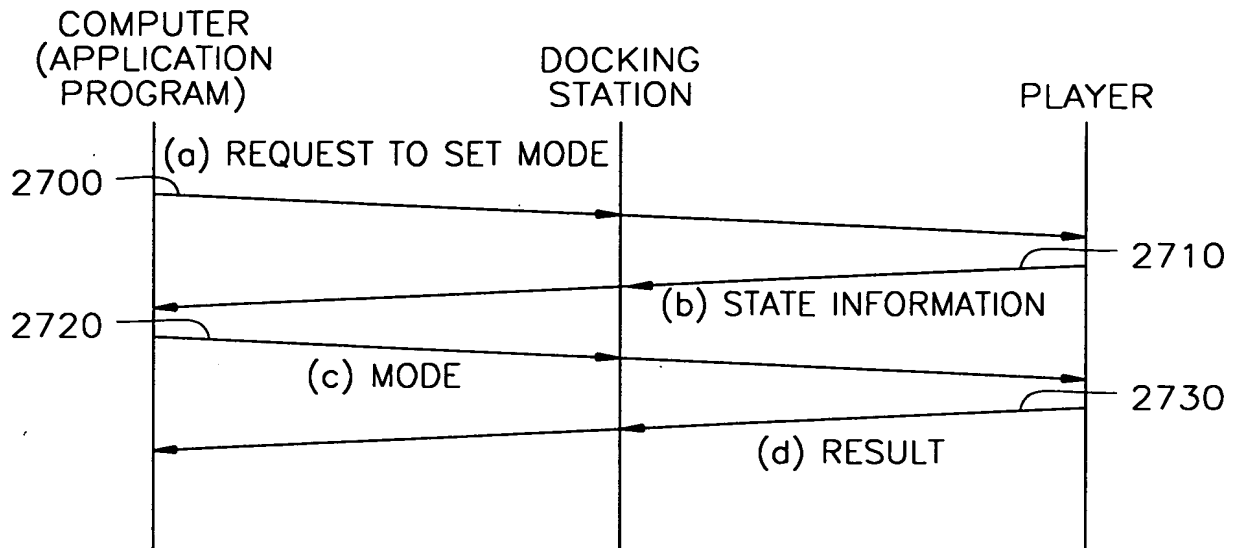 COMPUTER
(APPLICATION
PROGRAM)
DOCKING
STATION
PLAYER
(a) REQUEST TO SET MODE
2700
2710
(b) STATE INFORMATION
2720
(c) MODE
2730
(d) RESULT